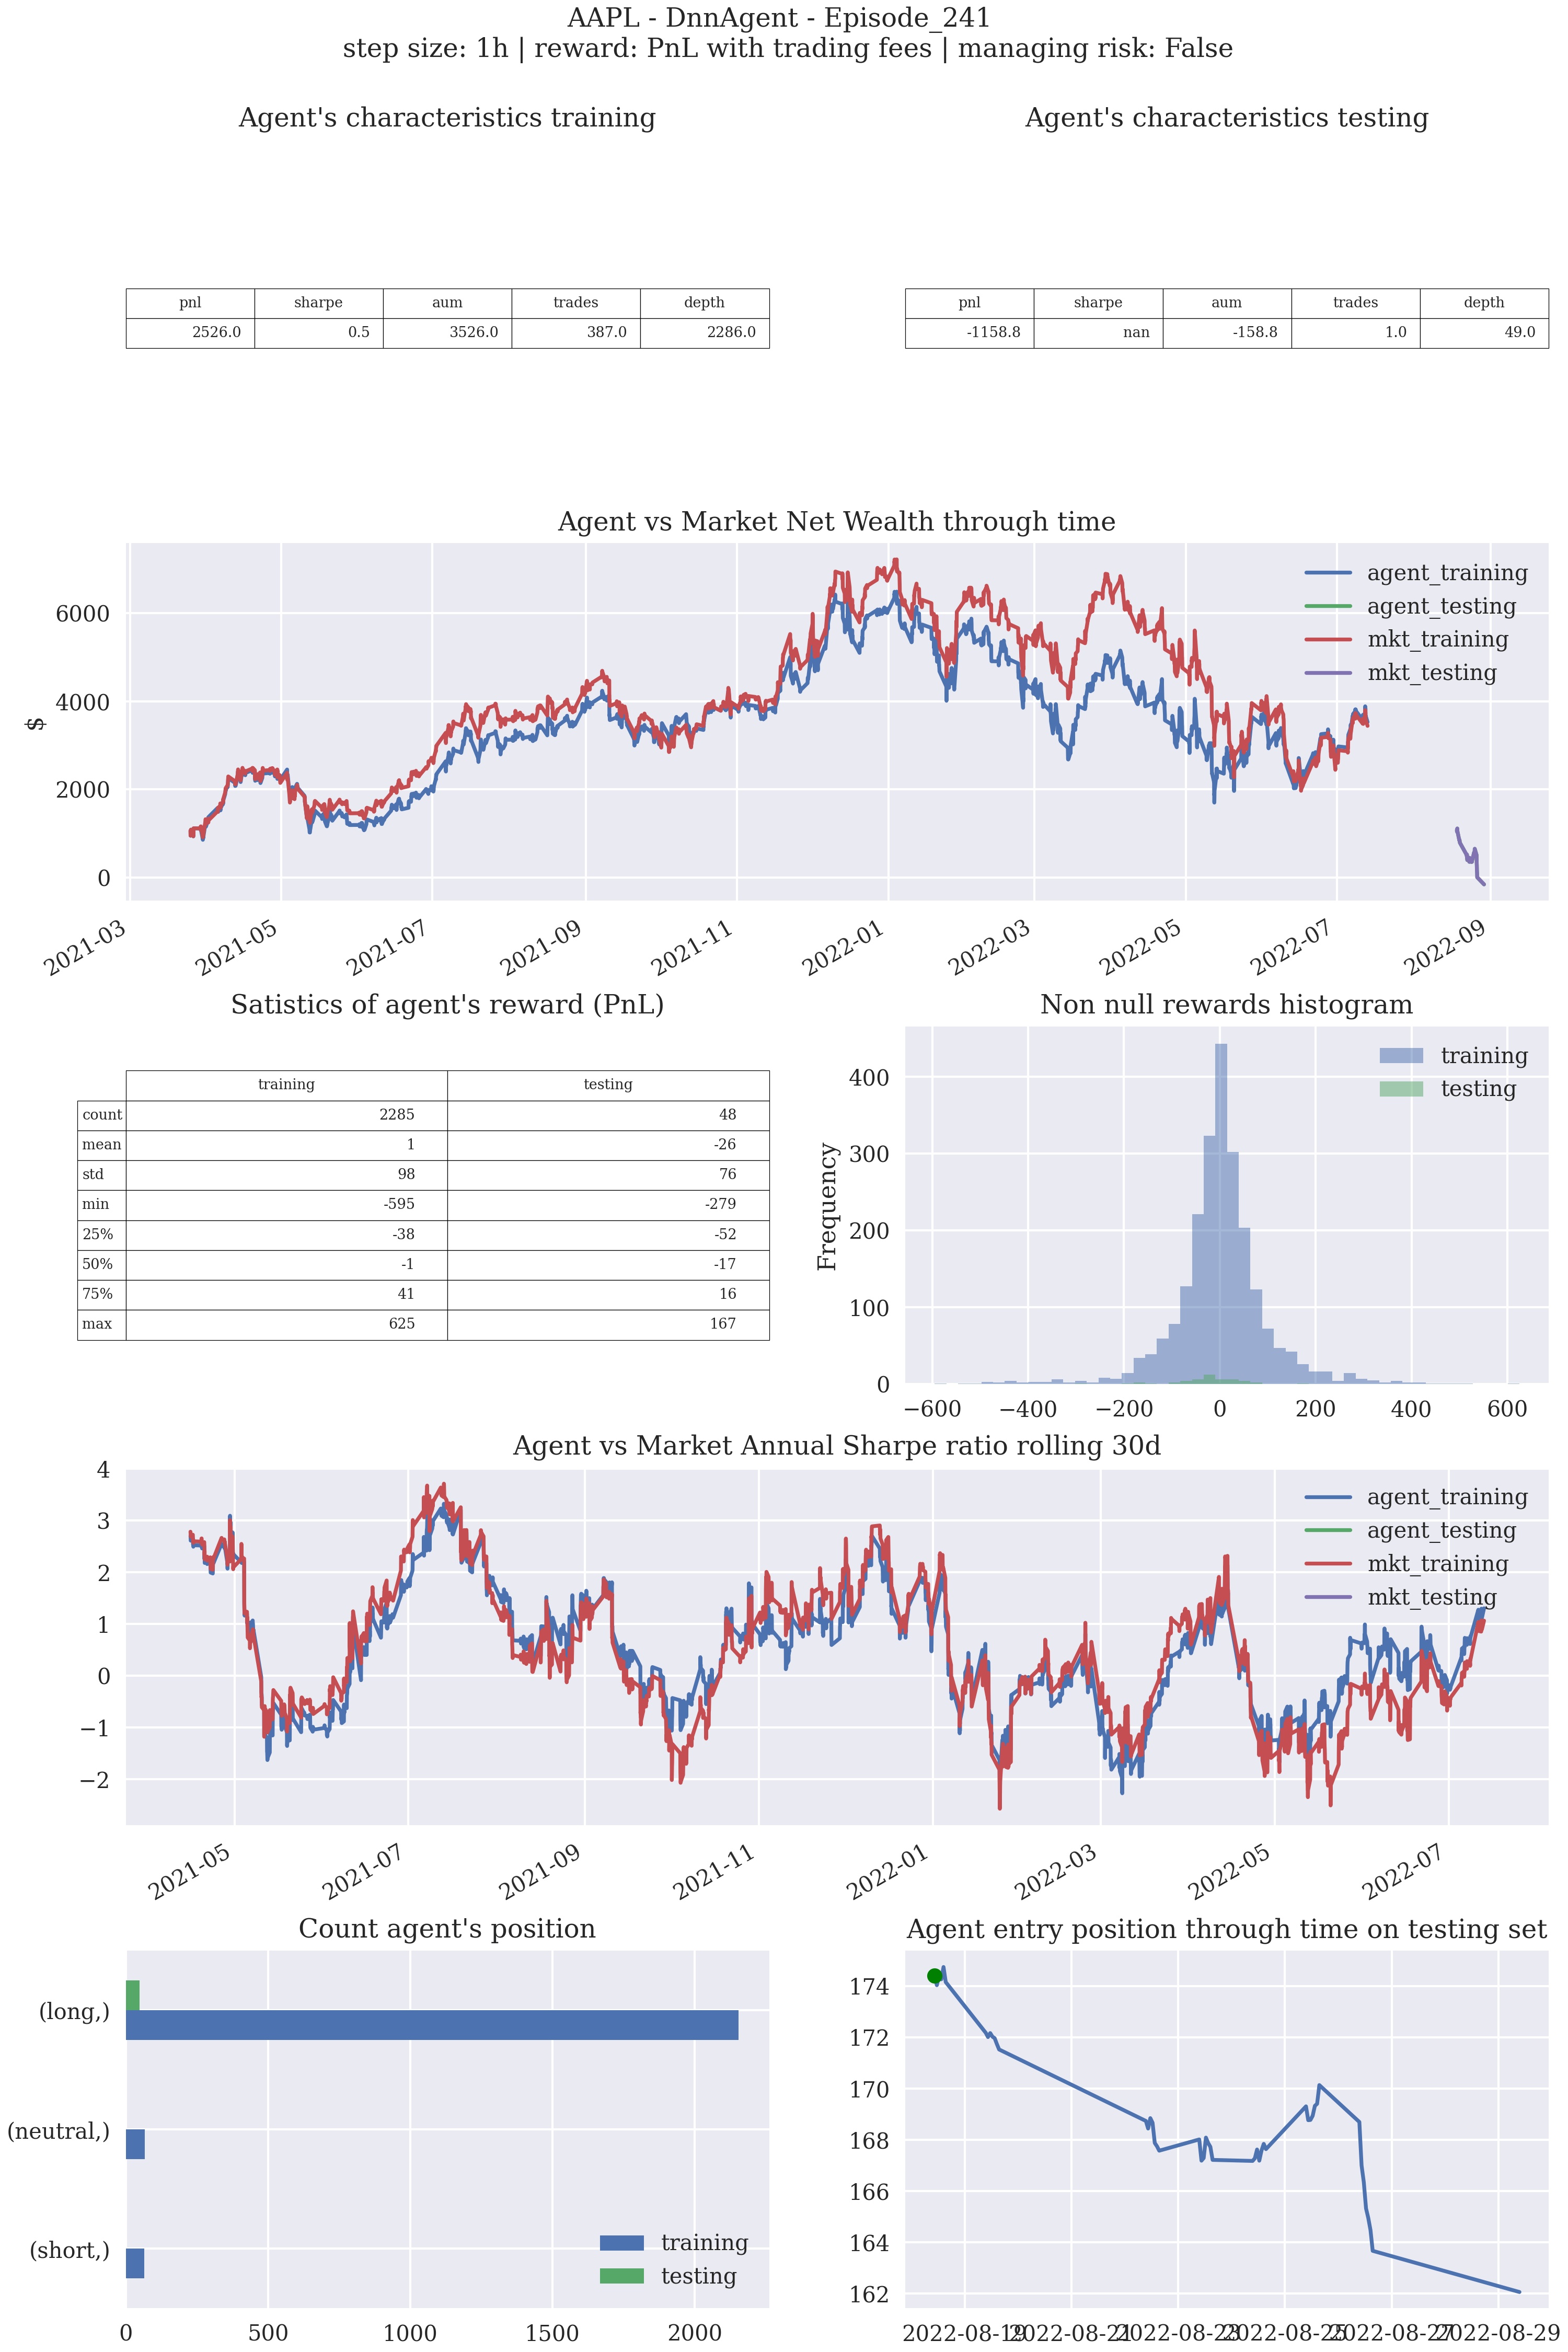 AAPL - DnnAgent - Episode_241
step size: 1h | reward: PnL with trading fees | managing risk: False
Agent's characteristics training
pnl sharpe aum trades depth
2526.0 0.5 3526.0 387.0 2286.0
Agent's characteristics testing
pnl sharpe aum trades depth
-1158.8 nan -158.8 1.0 49.0
Agent vs Market Net Wealth through time
$
6000
4000
2000
0
agent_training
agent_testing
mkt_training
mkt_testing
2021-03 2021-05 2021-07 2021-09 2021-11 2022-01 2022-03 2022-05 2022-07 2022-09
Satistics of agent's reward (PnL)
training testing
count 2285 48
mean 1 -26
std 98 76
min -595 -279
25% -38 -52
50% -1 -17
75% 41 16
max 625 167
Non null rewards histogram
Frequency
400
300
200
100
0
training
testing
−600 −400 −200 0 200 400 600
Agent vs Market Annual Sharpe ratio rolling 30d
4
3
2
1
0
−1
−2
agent_training
agent_testing
mkt_training
mkt_testing
2021-05 2021-07 2021-09 2021-11 2022-01 2022-03 2022-05 2022-07
Count agent's position
(long,)
(neutral,)
(short,)
training
testing
0 500 1000 1500 2000
Agent entry position through time on testing set
174
172
170
168
166
164
162
2022-08-19 2022-08-21 2022-08-23 2022-08-25 2022-08-27 2022-08-29